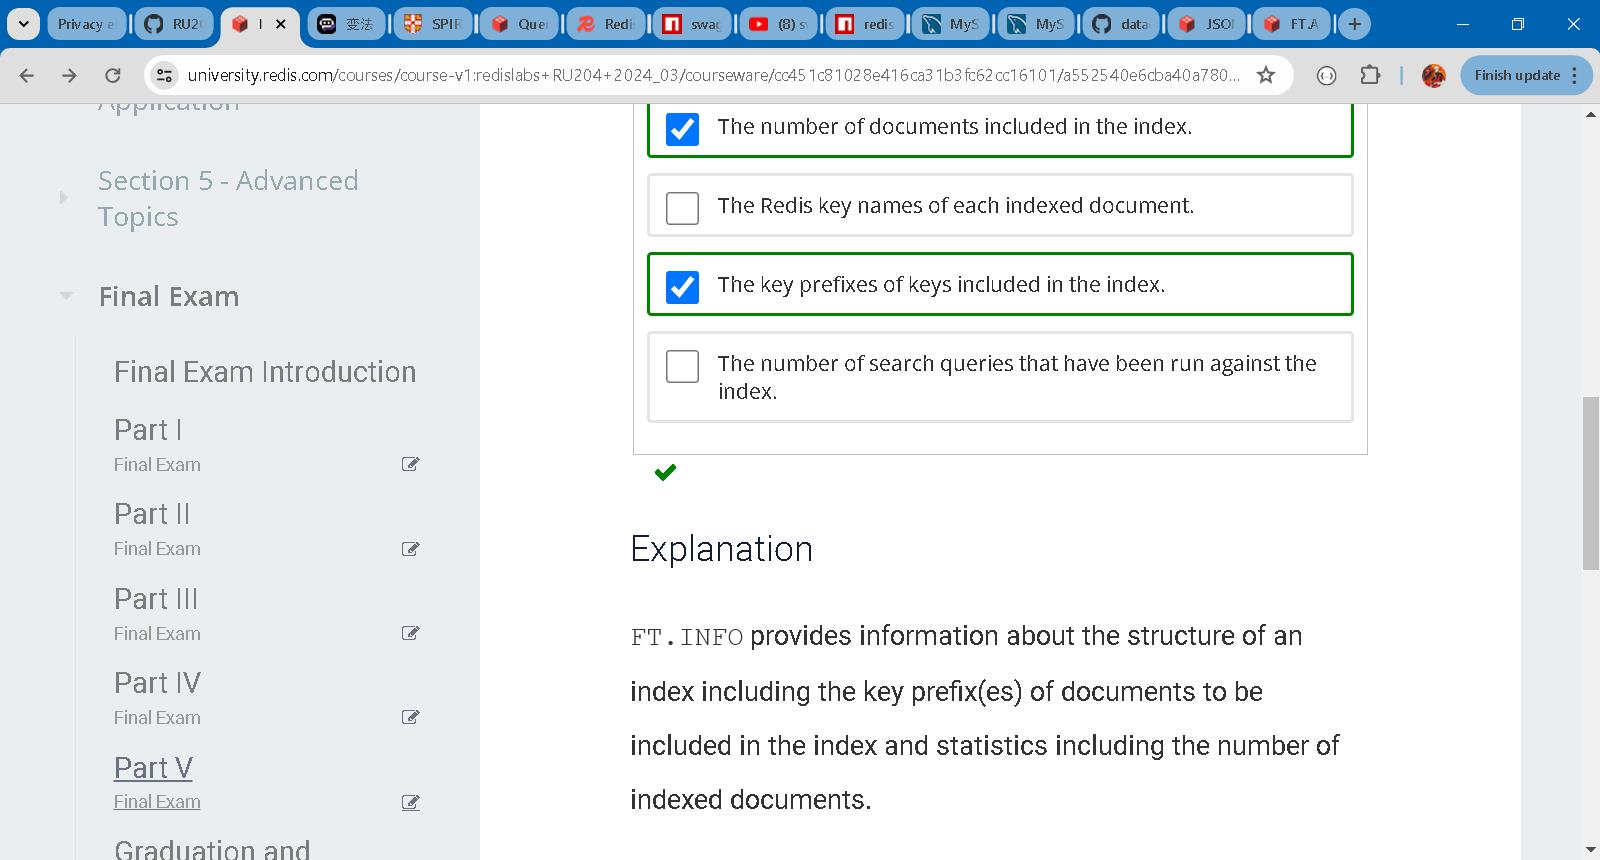 Privacy e
RU2
I
变法
SPIR
Que
Redi
swag
(8) s
redis
MyS
MyS
data
JSO
FT.A
university.redis.com/courses/course-v1:redislabs+RU204+2024_03/courseware/cc451c81028e416ca31b3fc62cc16101/a552540e6cba40a780...
Finish update
Application
Section 5 - Advanced
Topics
Final Exam
Final Exam Introduction
Part I
Final Exam
Part II
Final Exam
Part III
Final Exam
Part IV
Final Exam
Part V
Final Exam
Graduation and
The number of documents included in the index.
The Redis key names of each indexed document.
The key prefixes of keys included in the index.
The number of search queries that have been run against the
index.
Explanation
FT.INFO provides information about the structure of an
index including the key prefix(es) of documents to be
included in the index and statistics including the number of
indexed documents.